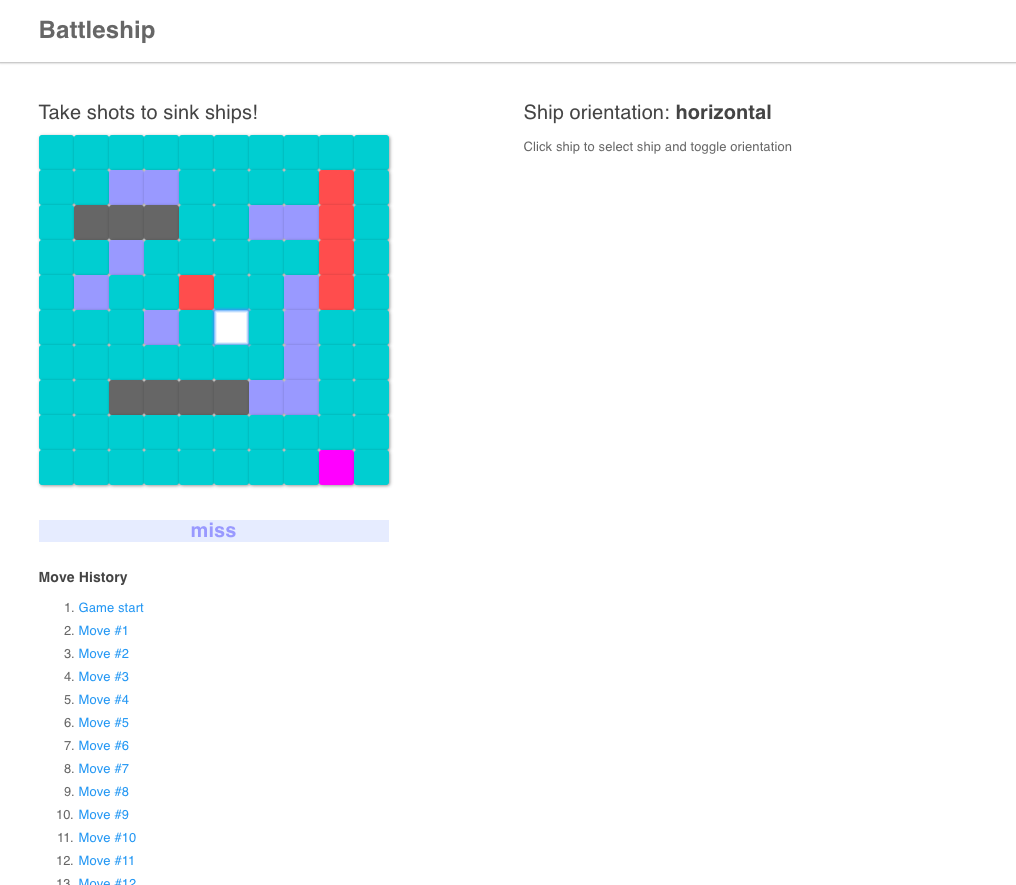 Battleship
Take shots to sink ships!
Ship orientation: horizontal
Click ship to select ship and toggle orientation
miss
Move History
1. Game start
2. Move #1
3. Move #2
4. Move #3
5. Move #4
6. Move #5
7. Move #6
8. Move #7
9. Move #8
10. Move #9
11. Move #10
12. Move #11
13. Move #12